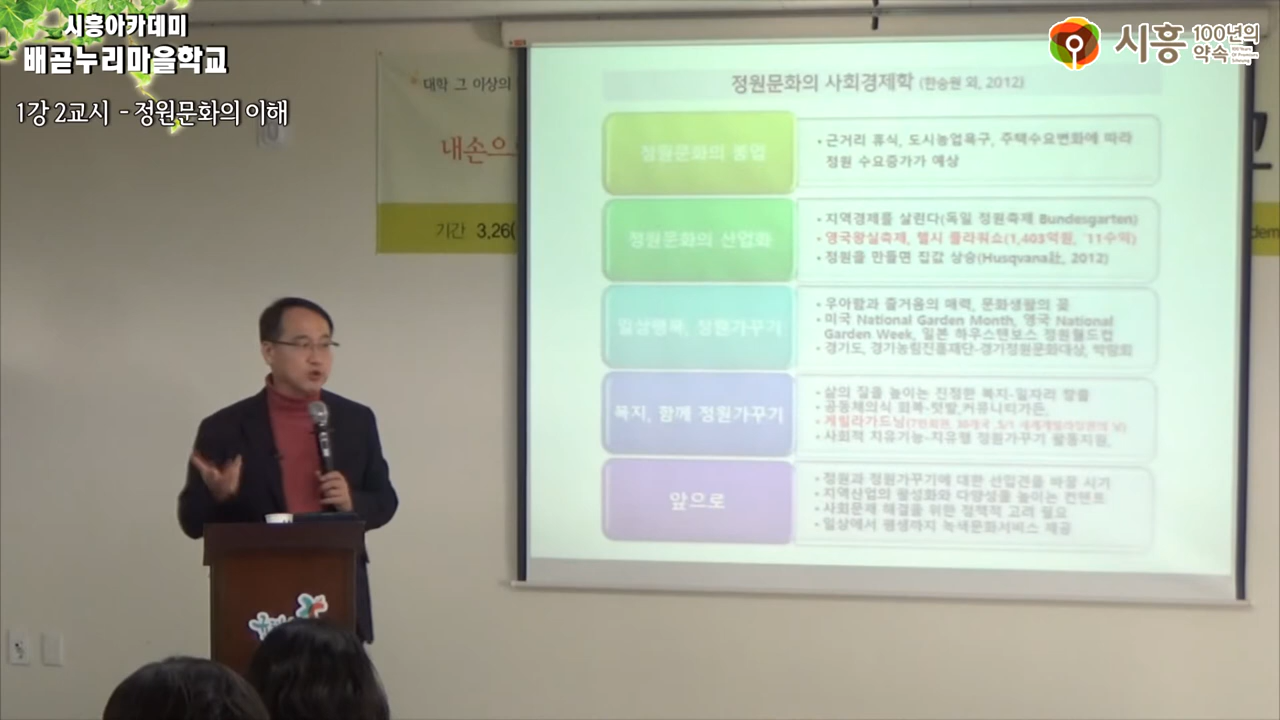 시흥아카데미
배곧누리마을학교
1강 2교시 - 정원문화의 이해
시흥 100년의 약속
대학 그 이상의
내손으로
기간 3.26(
정원문화의 사회경제학 (한승원 외, 2012)
정원문화의 붐업
• 근거리 휴식, 도시농업욕구, 주택수요변화에 따라
정원 수요증가가 예상
정원문화의 산업화
• 지역경제를 살린다(독일 정원축제 Bundesgarten)
• 영국왕실축제, 첼시 플라워쇼(1,403억원, `11수익)
• 정원을 만들면 집값 상승(Husqvana社, 2012)
일상행복, 정원가꾸기
• 우아함과 즐거움의 매력, 문화생활의 꽃
• 미국 National Garden Month, 영국 National
Garden Week, 일본 하우스텐보스 정원월드컵
• 경기도, 경기농림진흥재단-경기정원문화대상, 박람회
복지, 함께 정원가꾸기
• 삶의 질을 높이는 진정한 복지-일자리 창출
• 공동체의식 회복-텃밭,커뮤니티가든,
• 게릴라가드닝
• 사회적 치유기능-치유형 정원가꾸기 활동지원,
앞으로
• 정원과 정원가꾸기에 대한 선입견을 바꿀 시기
• 지역산업의 활성화와 다양성을 높이는 컨텐트
• 사회문제 해결을 위한 정책적 고려 필요
• 일상에서 평생까지 녹색문화서비스 제공